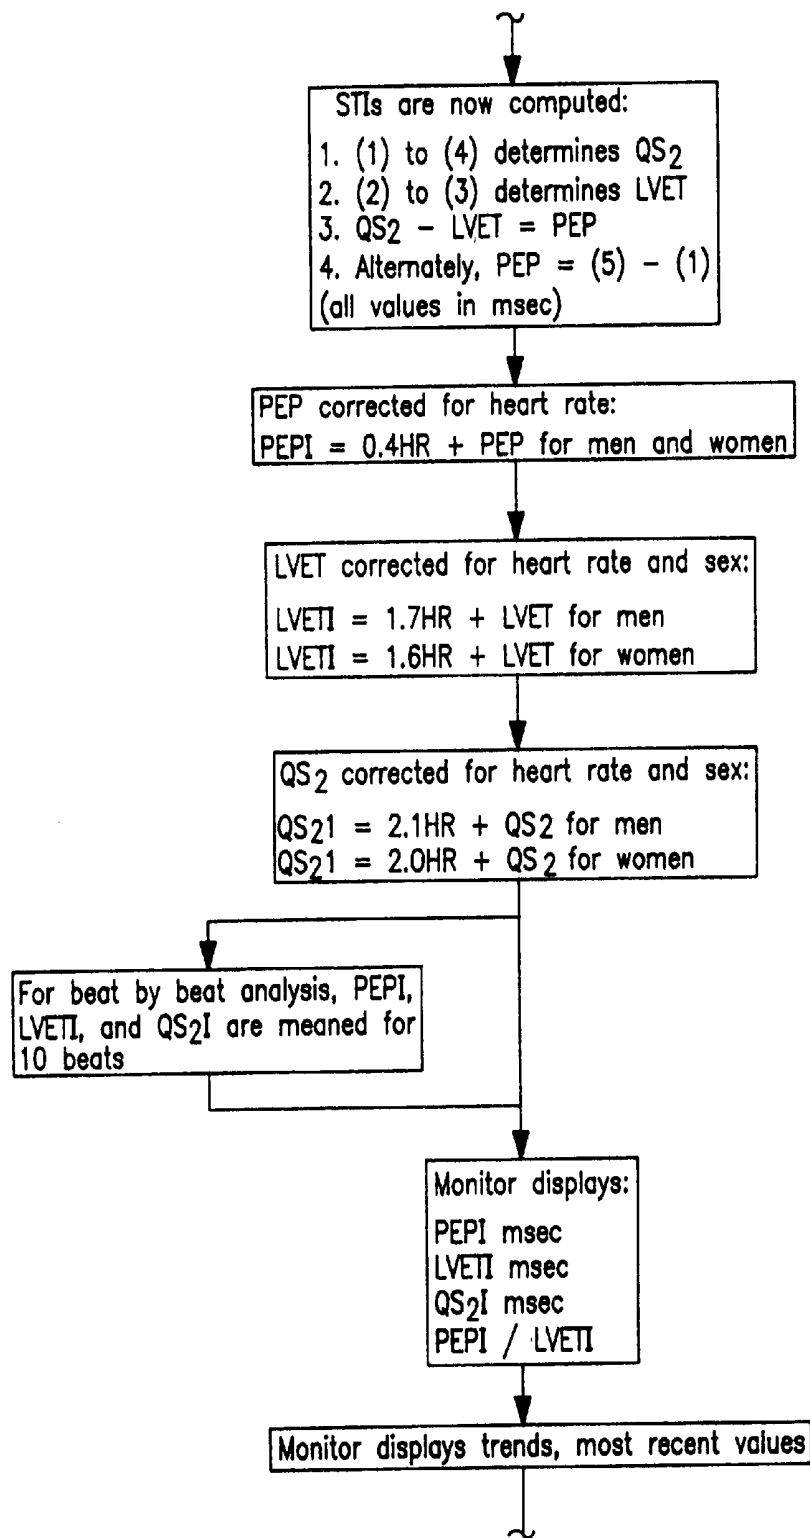 STIs are now computed:
1. (1) to (4) determines QS₂
2. (2) to (3) determines LVET
3. QS₂ – LVET = PEP
4. Alternately, PEP = (5) – (1)
(all values in msec)
PEP corrected for heart rate:
PEPI = 0.4HR + PEP for men and women
LVET corrected for heart rate and sex:
LVETI = 1.7HR + LVET for men
LVETI = 1.6HR + LVET for women
QS₂ corrected for heart rate and sex:
QS₂1 = 2.1HR + QS2 for men
QS₂1 = 2.0HR + QS₂ for women
For beat by beat analysis, PEPI,
LVETI, and QS₂I are meaned for
10 beats
Monitor displays:
PEPI msec
LVETI msec
QS₂I msec
PEPI / LVETI
Monitor displays trends, most recent values